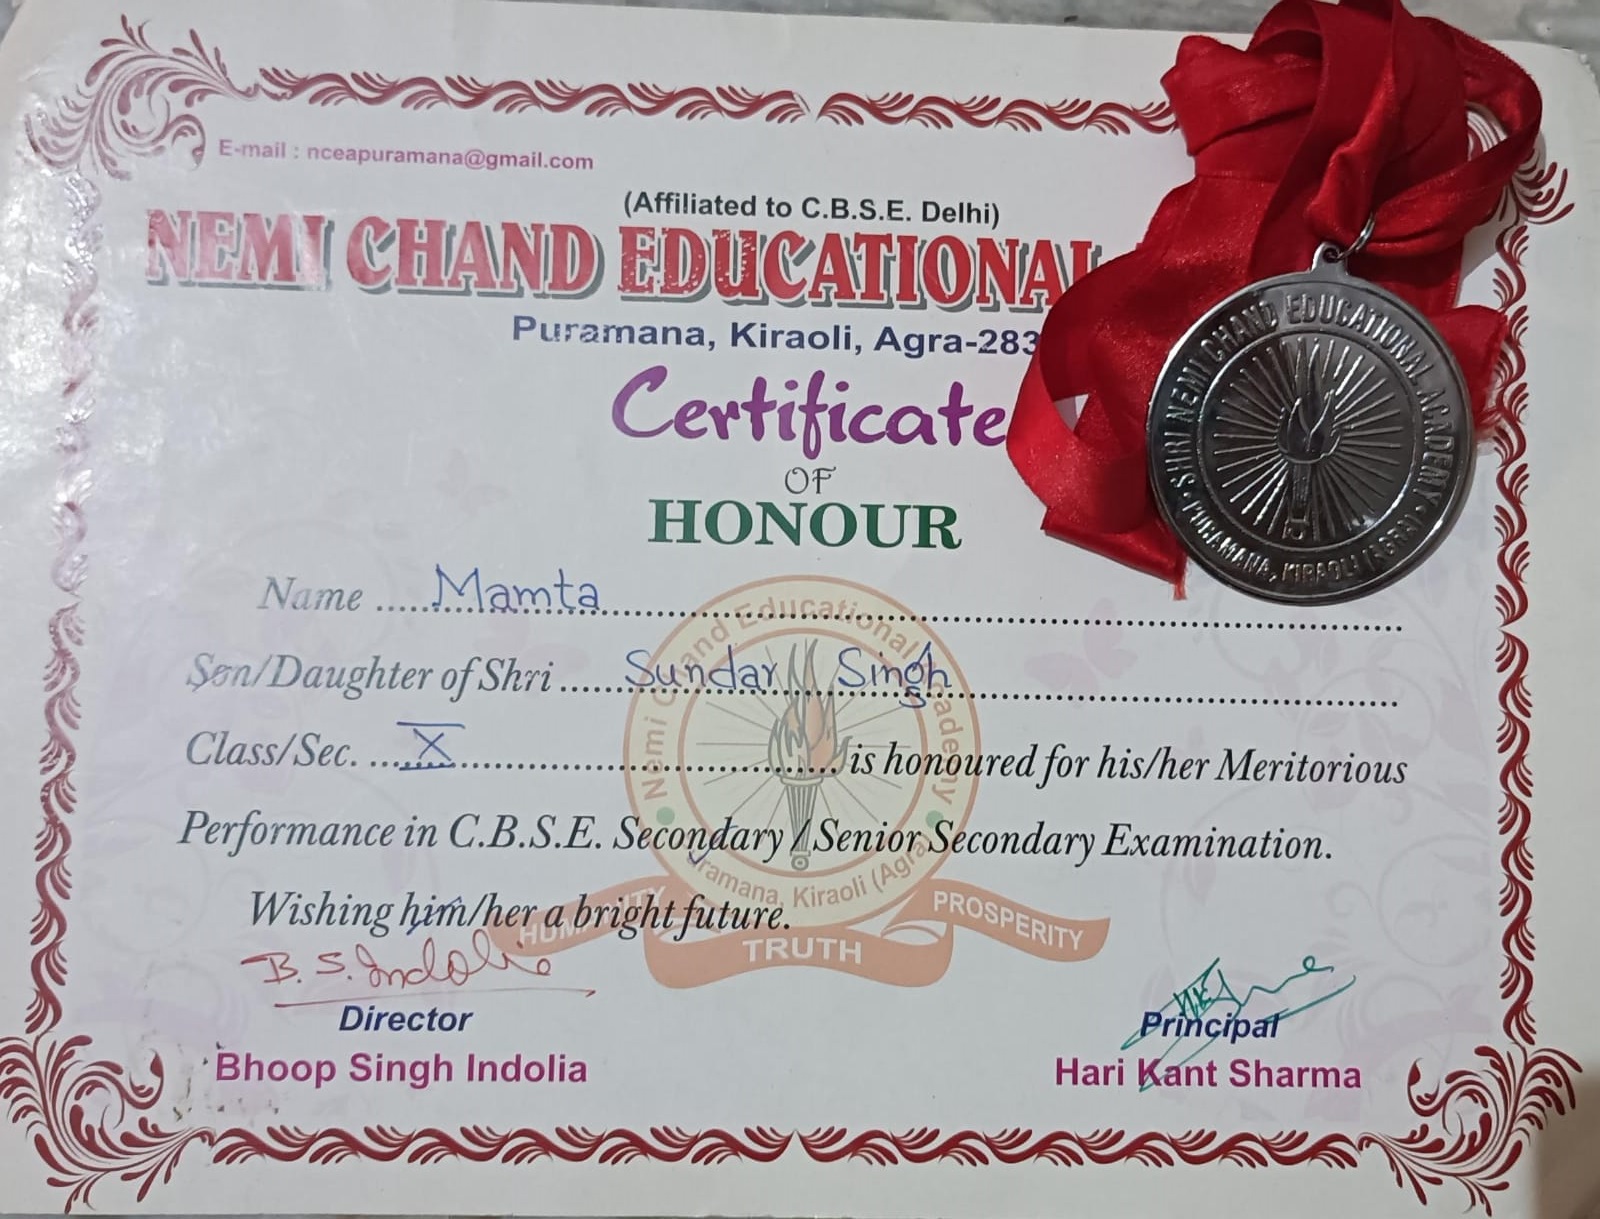 E-mail : nceapuramana@gmail.com
(Affiliated to C.B.S.E. Delhi)
NEMI CHAND EDUCATIONAL
Puramana, Kiraoli, Agra-283
Certificate
OF
HONOUR
Name ..... Mamta
Son/Daughter of Shri ...... Sundar Singh
Class/Sec. .... X ........ is honoured for his/her Meritorious
Performance in C.B.S.E. Secondary / Senior Secondary Examination.
Wishing him/her a bright future.
B. S. Indolia
Director
Bhoop Singh Indolia
Principal
Hari Kant Sharma
Nemi Chand Educational Academy
Puramana, Kiraoli (Agra)
HUMANITY TRUTH PROSPERITY
SHRI NEMI CHAND EDUCATIONAL ACADEMY
PURAMANA, KIRAOLI (AGRA)